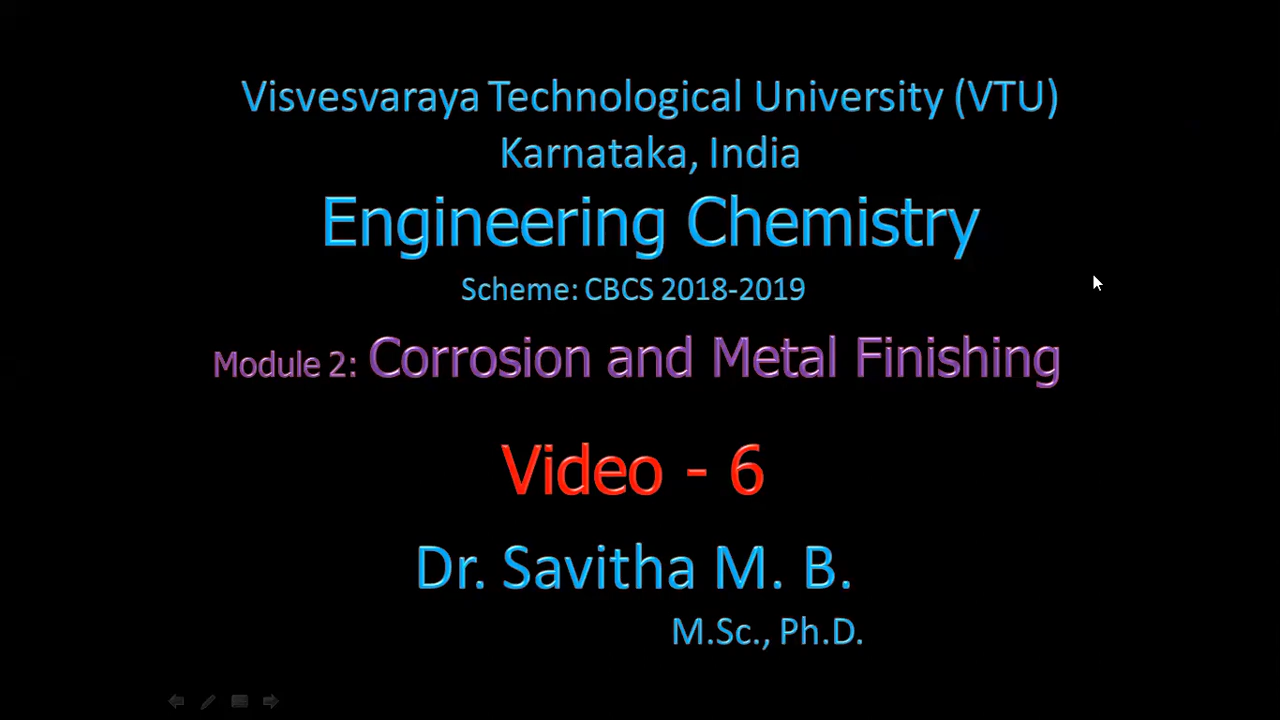 Visvesvaraya Technological University (VTU)
Karnataka, India
Engineering Chemistry
Scheme: CBCS 2018-2019
Module 2: Corrosion and Metal Finishing
Video - 6
Dr. Savitha M. B.
M.Sc., Ph.D.